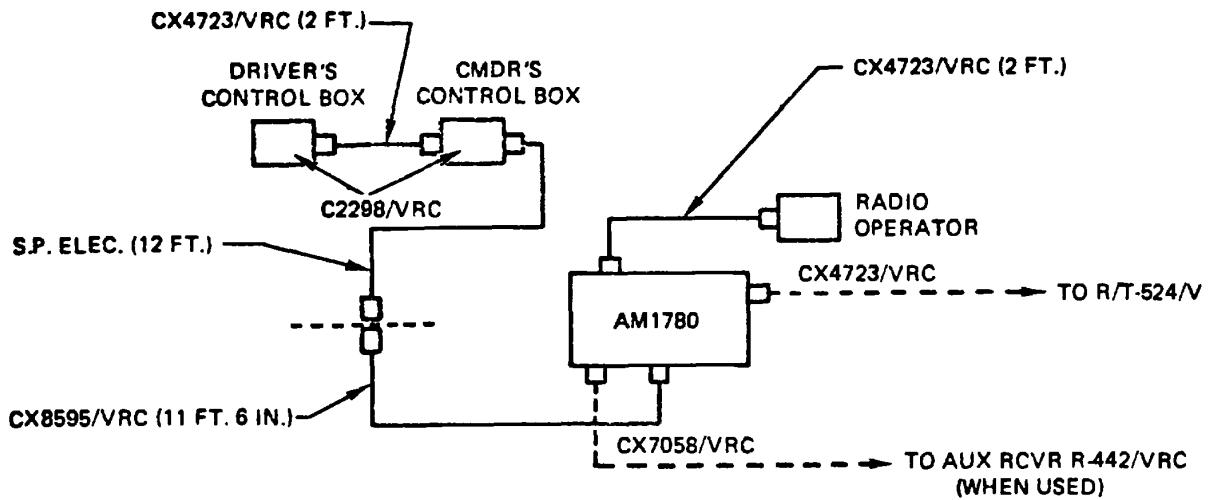 CX4723/VRC (2 FT.)
DRIVER'S
CONTROL BOX
CMDR'S
CONTROL BOX
CX4723/VRC (2 FT.)
C2298/VRC
RADIO
OPERATOR
S.P. ELEC. (12 FT.)
CX4723/VRC
TO R/T-524/V
AM1780
CX8595/VRC (11 FT. 6 IN.)
CX7058/VRC
TO AUX RCVR R-442/VRC
(WHEN USED)